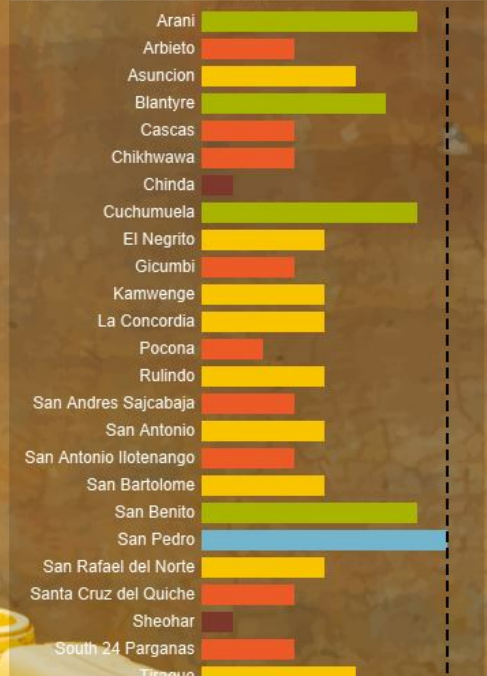 Arani
Arbieto
Asuncion
Blantyre
Cascas
Chikhwawa
Chinda
Cuchumuela
El Negrito
Gicumbi
Kamwenge
La Concordia
Pocona
Rulindo
San Andres Sajcabaja
San Antonio
San Antonio Ilotenango
San Bartolome
San Benito
San Pedro
San Rafael del Norte
Santa Cruz del Quiche
Sheohar
South 24 Parganas